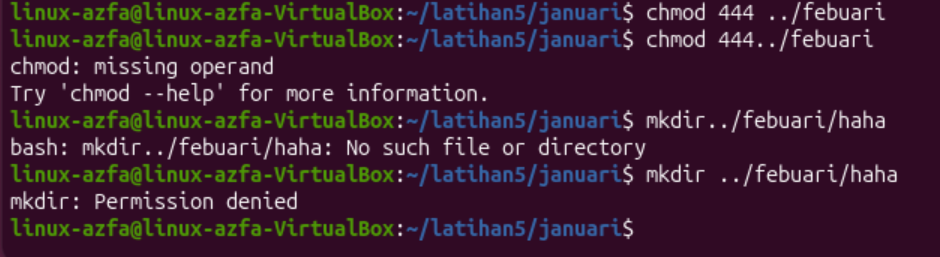 linux-azfa@linux-azfa-VirtualBox:~/latihan5/januari$ chmod 444 ../febuari
linux-azfa@linux-azfa-VirtualBox:~/latihan5/januari$ chmod 444../febuari
chmod: missing operand
Try 'chmod --help' for more information.
linux-azfa@linux-azfa-VirtualBox:~/latihan5/januari$ mkdir../febuari/haha
bash: mkdir../febuari/haha: No such file or directory
linux-azfa@linux-azfa-VirtualBox:~/latihan5/januari$ mkdir ../febuari/haha
mkdir: Permission denied
linux-azfa@linux-azfa-VirtualBox:~/latihan5/januari$